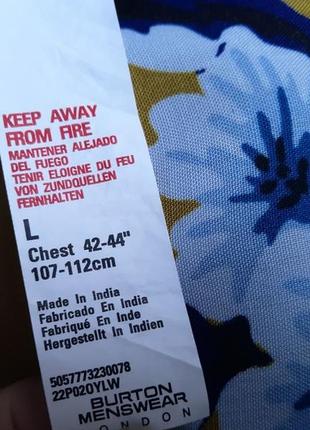 KEEP AWAY
FROM FIRE
MANTENER ALEJADO
DEL FUEGO
TENIR ELOIGNE DU FEU
VON ZUNDQUELLEN
FERNHALTEN
L
Chest 42-44"
107-112cm
Made In India
Fabricado En India
Fabriqué En Inde
Hergestellt In Indien
5057773230078
22P02OYLW
BURTON
MENSWEAR
LONDON